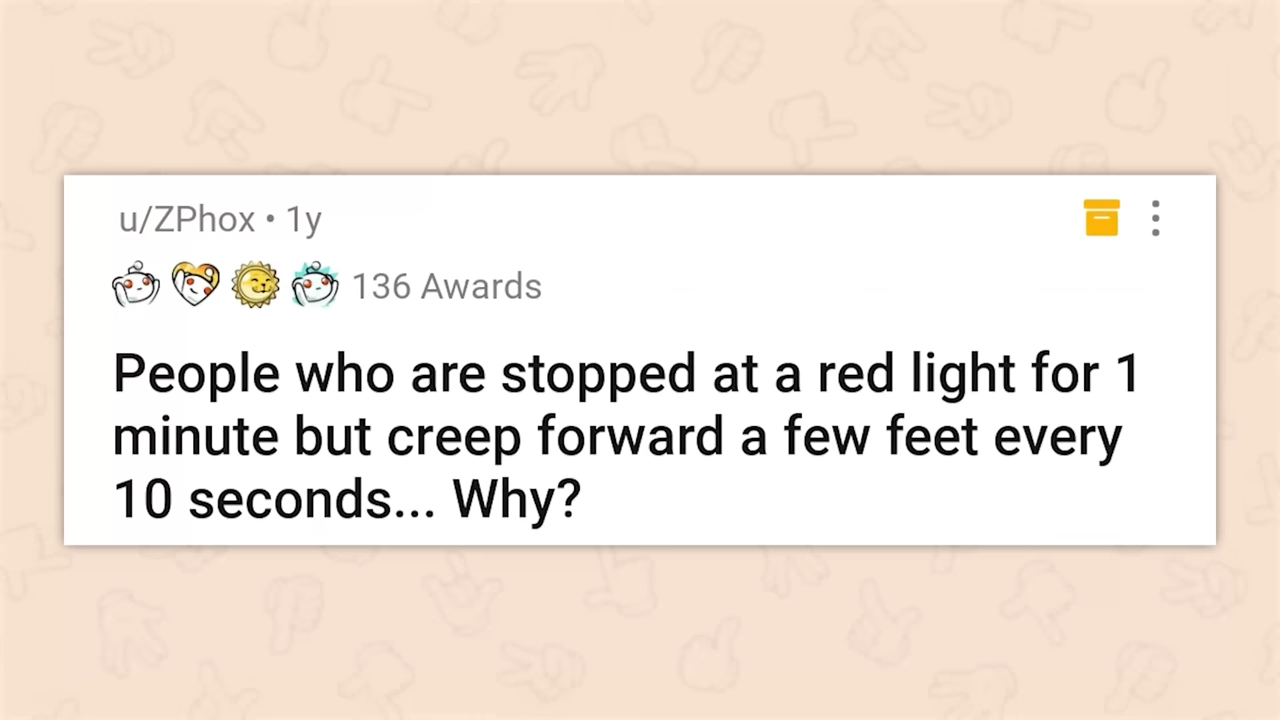 u/ZPhox • 1y
136 Awards
People who are stopped at a red light for 1
minute but creep forward a few feet every
10 seconds... Why?